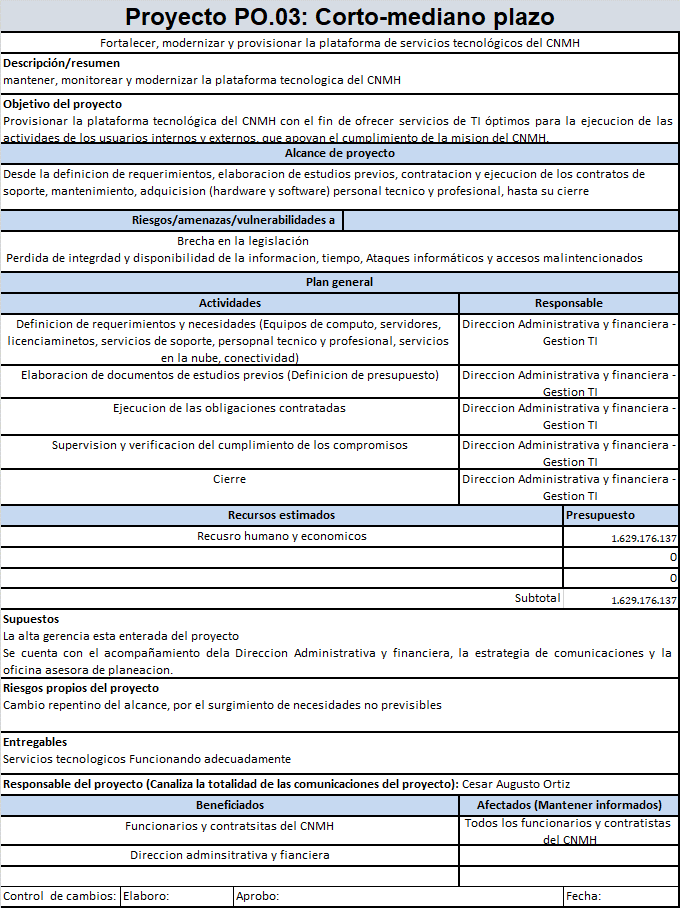 Proyecto PO.03: Corto-mediano plazo
Fortalecer, modernizar y provisionar la plataforma de servicios tecnológicos del CNMH
Descripción/resumen
mantener, monitorear y modernizar la plataforma tecnologica del CNMH
Objetivo del proyecto
Provisionar la plataforma tecnológica del CNMH con el fin de ofrecer servicios de TI óptimos para la ejecucion de las
actividaes de los usuarios internos y externos, que apoyan el cumplimiento de la mision del CNMH.
Alcance de proyecto
Desde la definicion de requerimientos, elaboracion de estudios previos, contratacion y ejecucion de los contratos de
soporte, mantenimiento, adquicision (hardware y software) personal tecnico y profesional, hasta su cierre
Riesgos/amenazas/vulnerabilidades a
Brecha en la legislación
Perdida de integrdad y disponibilidad de la informacion, tiempo, Ataques informáticos y accesos malintencionados
Plan general
Actividades Responsable
Definicion de requerimientos y necesidades (Equipos de computo, servidores,
licenciaminetos, servicios de soporte, persopnal tecnico y profesional, servicios
en la nube, conectividad)
Direccion Administrativa y financiera -
Gestion TI
Elaboracion de documentos de estudios previos (Definicion de presupuesto)
Direccion Administrativa y financiera -
Gestion TI
Ejecucion de las obligaciones contratadas
Direccion Administrativa y financiera -
Gestion TI
Supervision y verificacion del cumplimiento de los compromisos
Direccion Administrativa y financiera -
Gestion TI
Cierre
Direccion Administrativa y financiera -
Gestion TI
Recursos estimados Presupuesto
Recusro humano y economicos 1.629.176.137
0
0
Subtotal 1.629.176.137
Supuestos
La alta gerencia esta enterada del proyecto
Se cuenta con el acompañamiento dela Direccion Administrativa y financiera, la estrategia de comunicaciones y la
oficina asesora de planeacion.
Riesgos propios del proyecto
Cambio repentino del alcance, por el surgimiento de necesidades no previsibles
Entregables
Servicios tecnologicos Funcionando adecuadamente
Responsable del proyecto (Canaliza la totalidad de las comunicaciones del proyecto): Cesar Augusto Ortiz
Beneficiados Afectados (Mantener informados)
Funcionarios y contratsitas del CNMH
Todos los funcionarios y contratistas
del CNMH
Direccion adminsitrativa y fianciera
Control de cambios: Elaboro: Aprobo: Fecha: